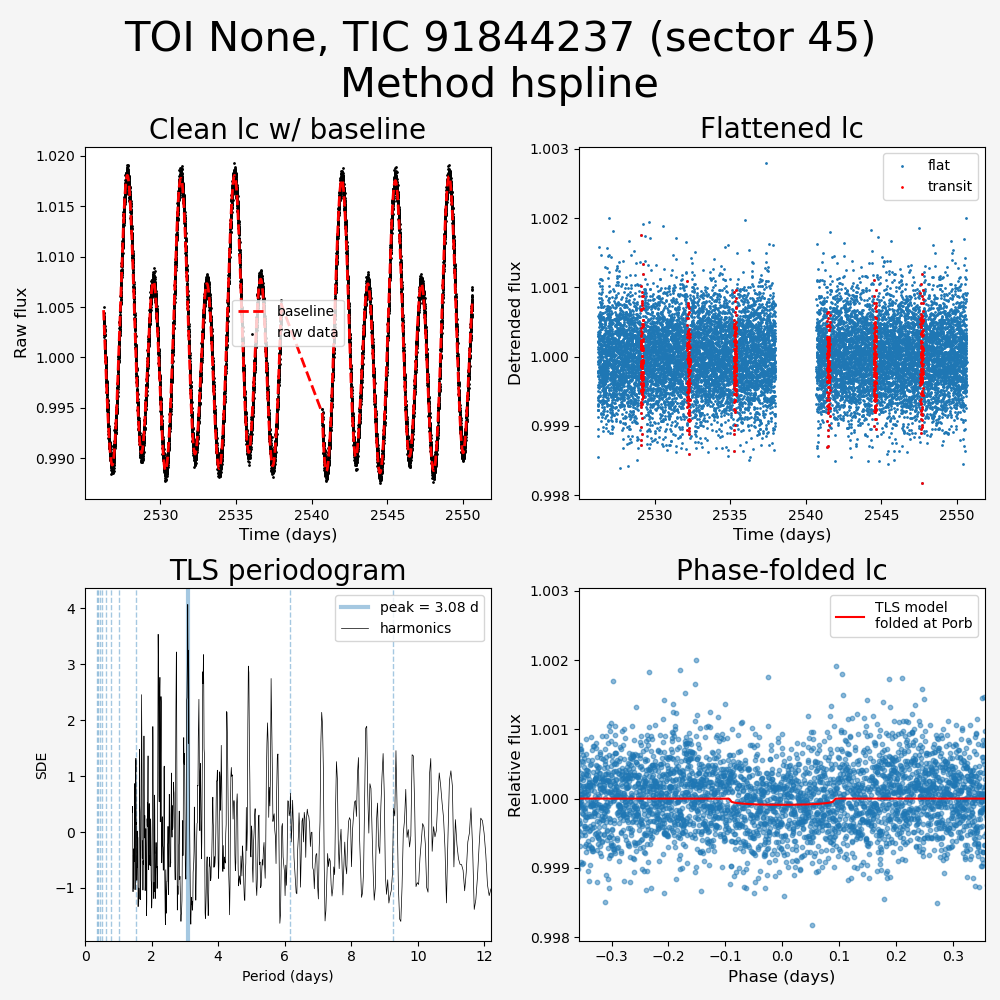 TOI None, TIC 91844237 (sector 45)
Method hspline
Clean lc w/ baseline
Raw flux
1.020
1.015
1.010
1.005
1.000
0.995
0.990
baseline
raw data
2530
2535
2540
2545
2550
Time (days)
Flattened lc
Detrended flux
1.003
1.002
1.001
1.000
0.999
0.998
flat
transit
2530
2535
2540
2545
2550
Time (days)
TLS periodogram
SDE
4
3
2
1
0
−1
peak = 3.08 d
harmonics
0
2
4
6
8
10
12
Period (days)
Phase-folded lc
Relative flux
1.003
1.002
1.001
1.000
0.999
0.998
TLS model
folded at Porb
−0.3
−0.2
−0.1
0.0
0.1
0.2
0.3
Phase (days)